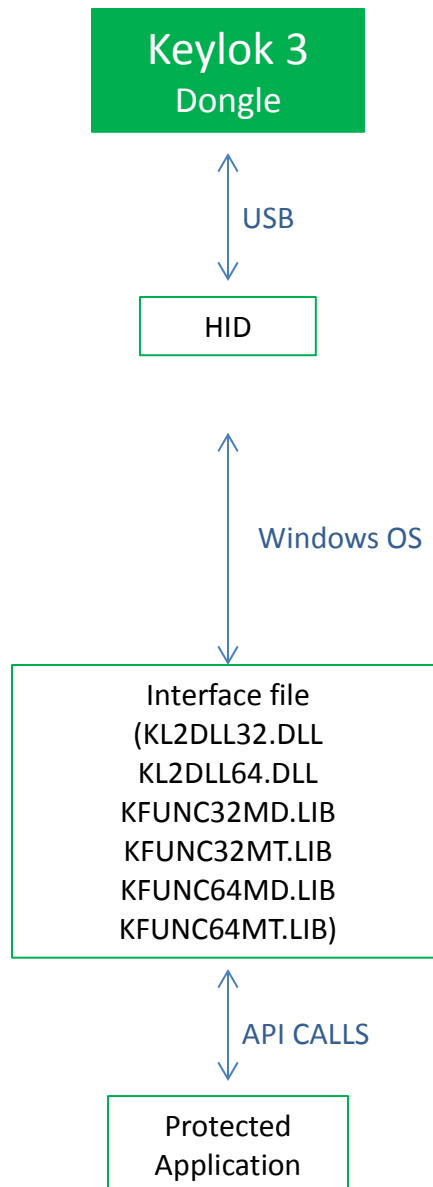 Keylok 3
Dongle
USB
HID
Windows OS
Interface file
(KL2DLL32.DLL
KL2DLL64.DLL
KFUNC32MD.LIB
KFUNC32MT.LIB
KFUNC64MD.LIB
KFUNC64MT.LIB)
API CALLS
Protected
Application